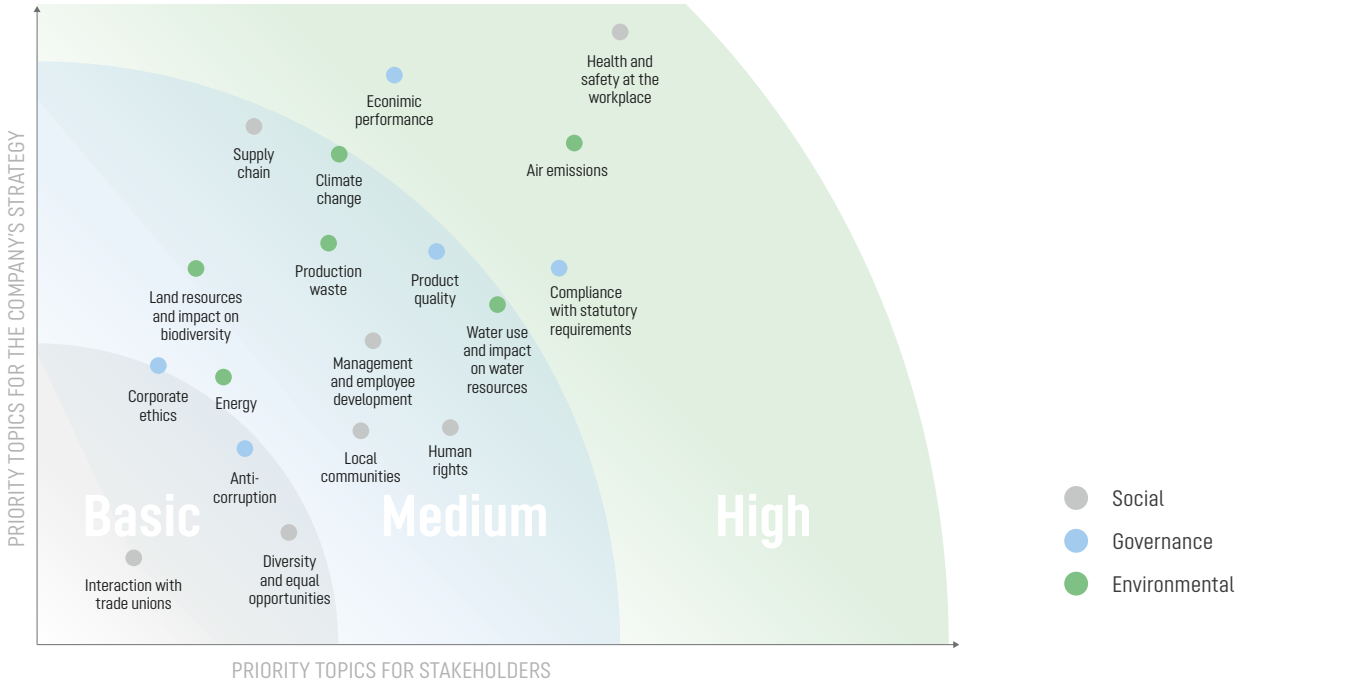 PRIORITY TOPICS FOR THE COMPANY'S STRATEGY
Health and
safety at the
workplace
Econimic
performance
Supply
chain
Climate
change
Air emissions
Land resources
and impact on
biodiversity
Production
waste
Product
quality
Compliance
with statutory
requirements
Water use
and impact
on water
resources
Management
and employee
development
Corporate
ethics
Energy
Local
communities
Human
rights
Anti-
corruption
Basic
Medium
High
Interaction with
trade unions
Diversity
and equal
opportunities
PRIORITY TOPICS FOR STAKEHOLDERS
Social
Governance
Environmental